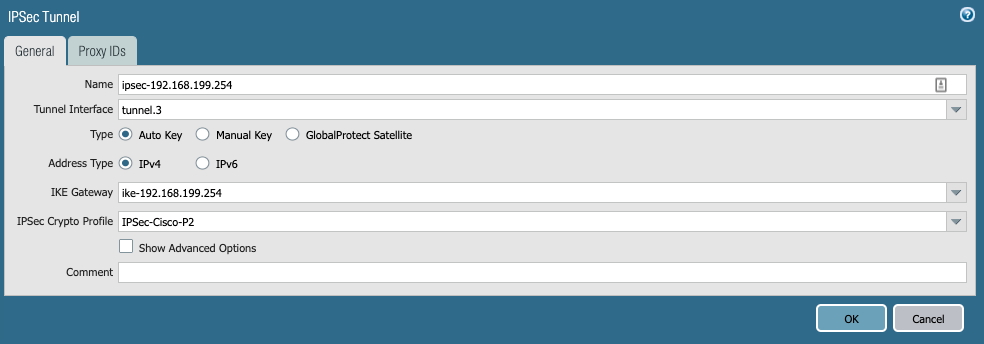 IPSec Tunnel
General Proxy IDs
Name ipsec-192.168.199.254
Tunnel Interface tunnel.3
Type Auto Key Manual Key GlobalProtect Satellite
Address Type IPv4 IPv6
IKE Gateway ike-192.168.199.254
IPSec Crypto Profile IPSec-Cisco-P2
Show Advanced Options
Comment
OK Cancel